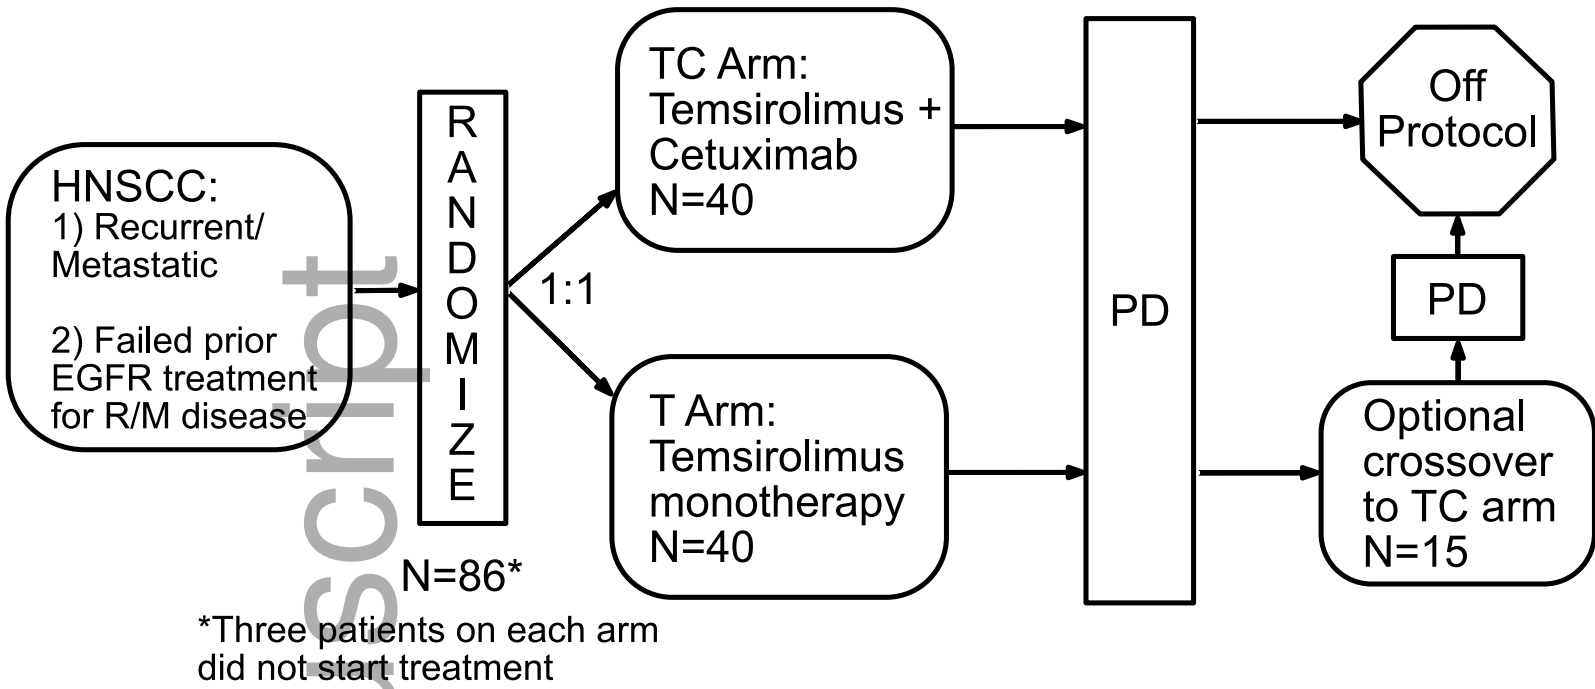 HNSCC:
1) Recurrent/
Metastatic
2) Failed prior
EGFR treatment
for R/M disease
RANDOMIZE
N=86*
*Three patients on each arm
did not start treatment
1:1
TC Arm:
Temsirolimus +
Cetuximab
N=40
T Arm:
Temsirolimus
monotherapy
N=40
PD
Off
Protocol
PD
Optional
crossover
to TC arm
N=15